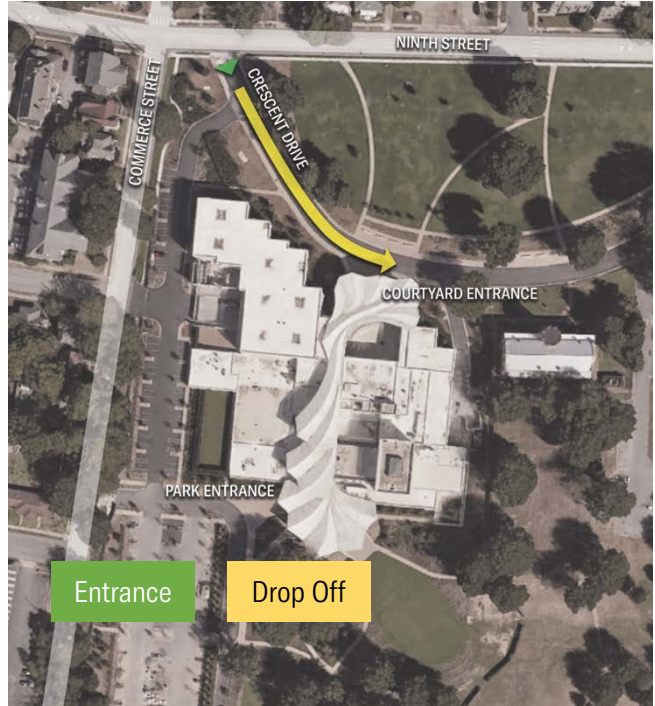 NINTH STREET
CRESCENT DRIVE
COMMERCE STREET
COURTYARD ENTRANCE
PARK ENTRANCE
Entrance
Drop Off